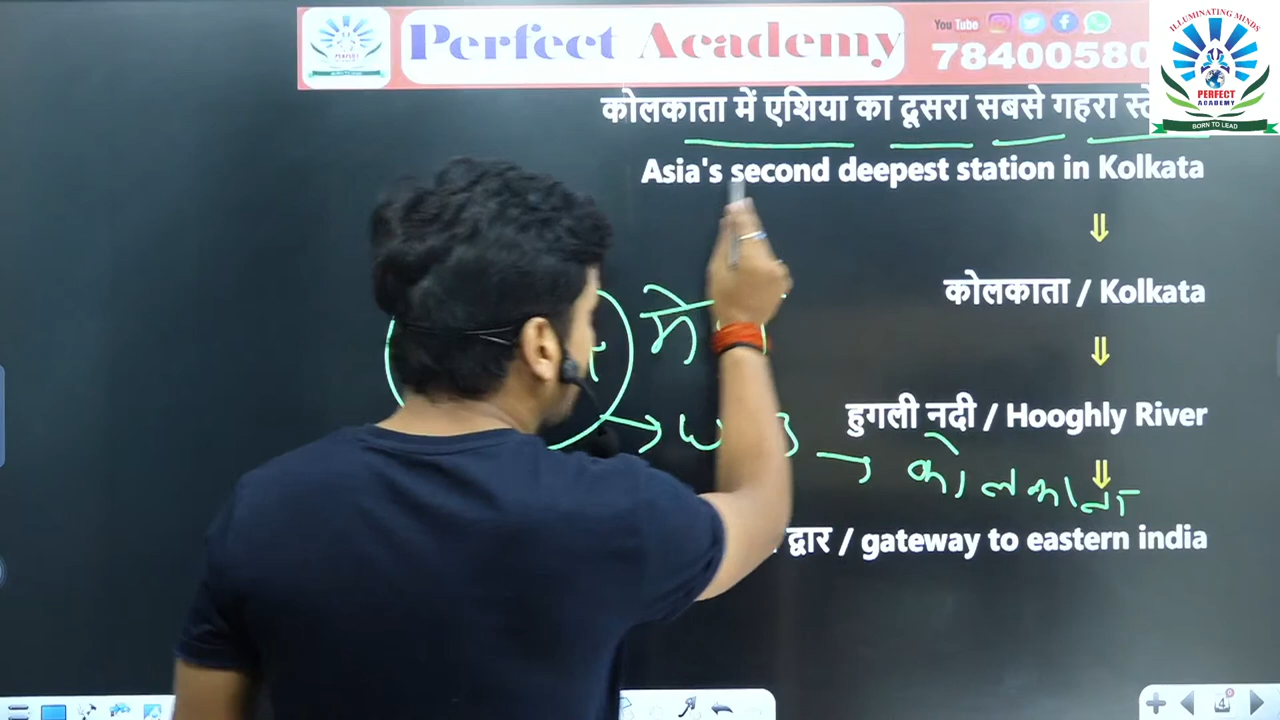 ILLUMINATING MINDS
PERFECT
ACADEMY
BORN TO LEAD
Perfect Academy
You Tube
78400580
कोलकाता में एशिया का दूसरा सबसे गहरा
Asia's second deepest station in Kolkata
⇓
कोलकाता / Kolkata
⇓
में
हुगली नदी / Hooghly River
→ W B → कोलकाता
⇓
द्वार / gateway to eastern india